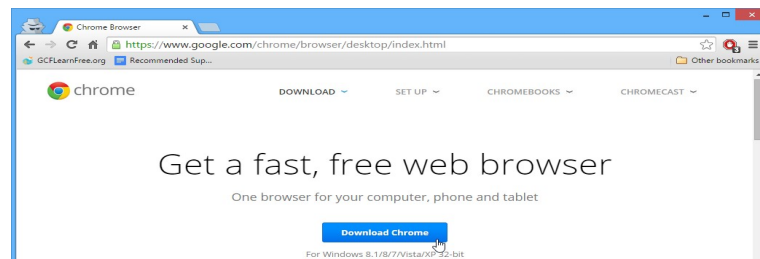 Chrome Browser
https://www.google.com/chrome/browser/desktop/index.html
GCFLearnFree.org Recommended Sup... Other bookmarks
chrome DOWNLOAD SET UP CHROMEBOOKS CHROMECAST
Get a fast, free web browser
One browser for your computer, phone and tablet
Download Chrome
For Windows 8.1/8/7/Vista/XP 32-bit